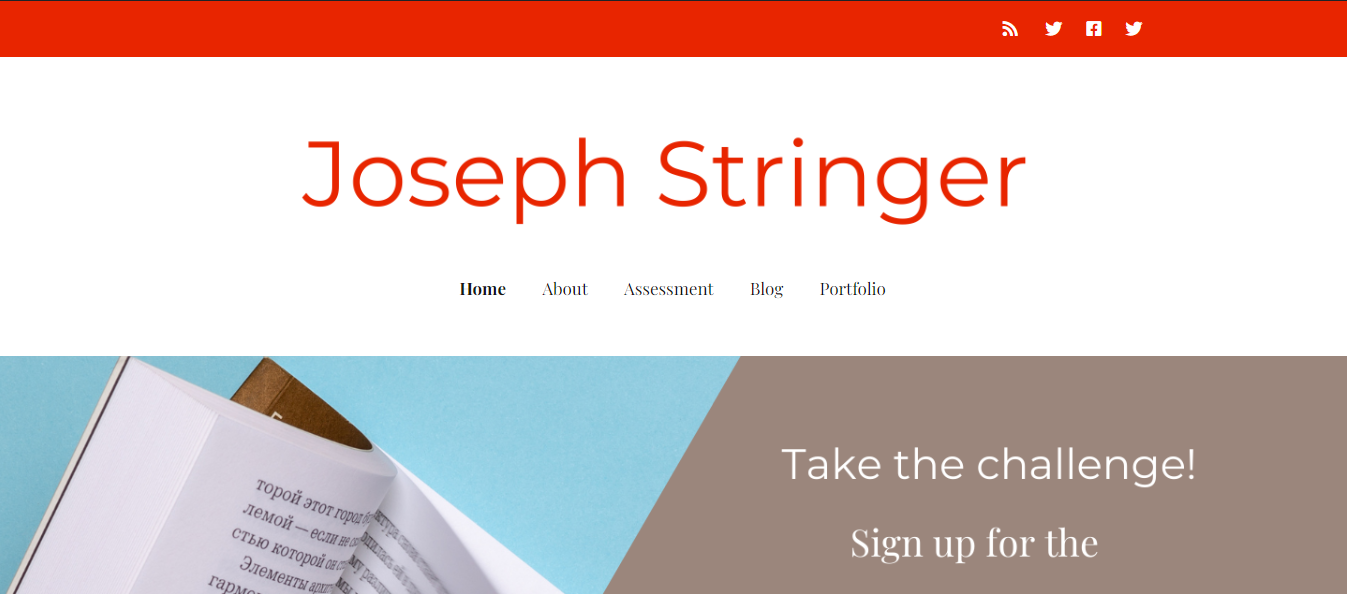 Joseph Stringer
Home About Assessment Blog Portfolio
Take the challenge!
Sign up for the
торой этот город
лемой — если не
стью которой он
Элементы